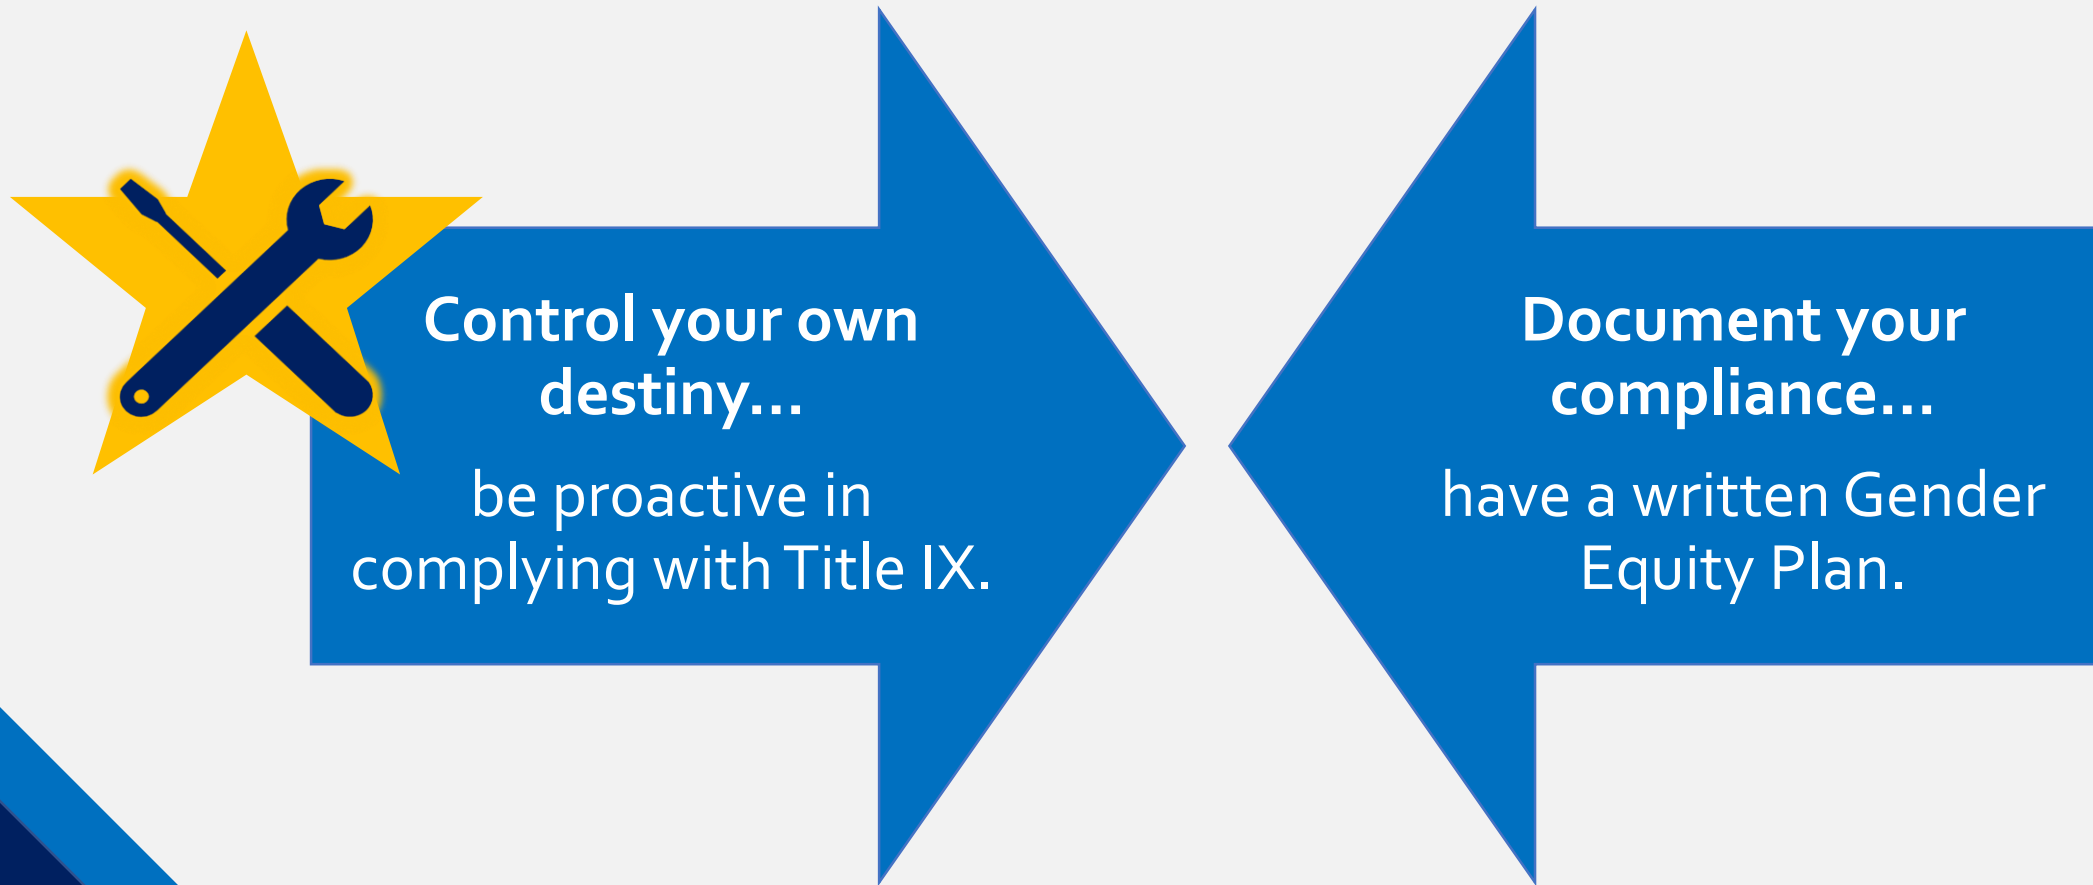 Control your own
destiny...
be proactive in
complying with Title IX.
Document your
compliance...
have a written Gender
Equity Plan.